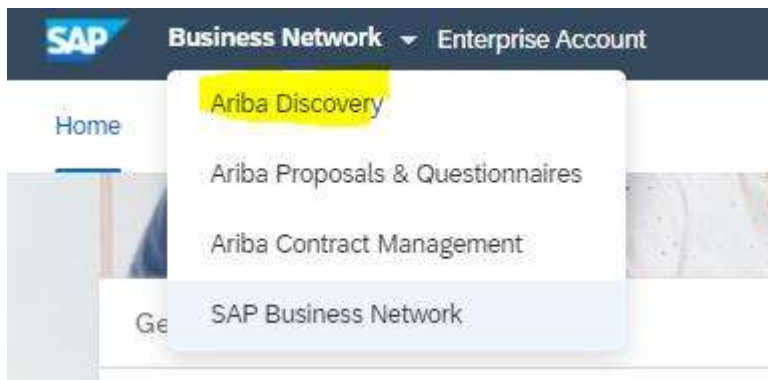 SAP Business Network Enterprise Account
Ariba Discovery
Home
Ariba Proposals & Questionnaires
Ariba Contract Management
SAP Business Network
Ge